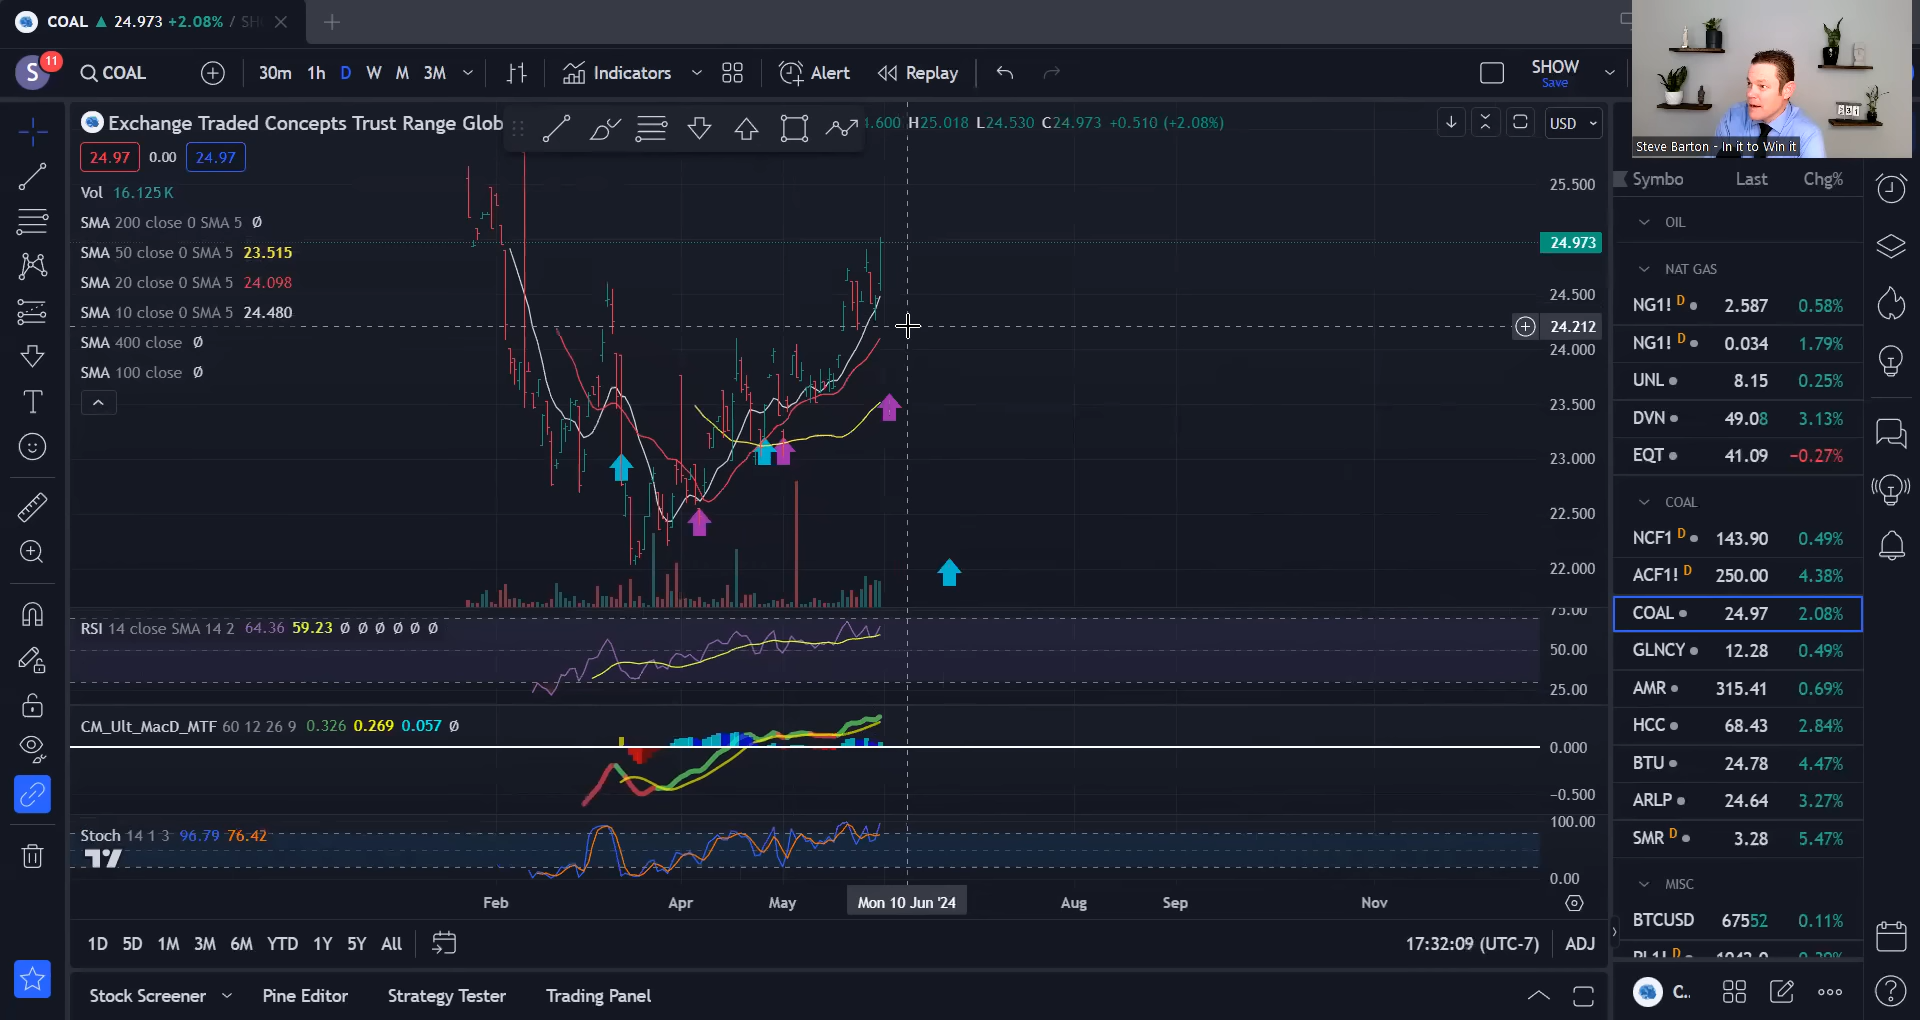 COAL ▲ 24.973 +2.08% / SH
S 11 COAL 30m 1h D W M 3M Indicators Alert Replay SHOW
Save
Exchange Traded Concepts Trust Range Glob H25.018 L24.530 C24.973 +0.510 (+2.08%) USD
24.97 0.00 24.97
Vol 16.125K
SMA 200 close 0 SMA 5 Ø
SMA 50 close 0 SMA 5 23.515
SMA 20 close 0 SMA 5 24.098
SMA 10 close 0 SMA 5 24.480
SMA 400 close Ø
SMA 100 close Ø
25.500
24.973
24.500
24.212
24.000
23.500
23.000
22.500
22.000
RSI 14 close SMA 14 2 64.36 59.23 Ø Ø Ø Ø Ø Ø
75.00
50.00
25.00
CM_Ult_MacD_MTF 60 12 26 9 0.326 0.269 0.057 Ø
0.000
−0.500
Stoch 14 1 3 96.79 76.42
100.00
0.00
Feb Apr May Mon 10 Jun '24 Aug Sep Nov
1D 5D 1M 3M 6M YTD 1Y 5Y All 17:32:09 (UTC-7) ADJ
Stock Screener Pine Editor Strategy Tester Trading Panel
Steve Barton - In it to Win it
Symbo Last Chg%
OIL
NAT GAS
NG1! D 2.587 0.58%
NG1! D 0.034 1.79%
UNL 8.15 0.25%
DVN 49.08 3.13%
EQT 41.09 −0.27%
COAL
NCF1 D 143.90 0.49%
ACF1! D 250.00 4.38%
COAL 24.97 2.08%
GLNCY 12.28 0.49%
AMR 315.41 0.69%
HCC 68.43 2.84%
BTU 24.78 4.47%
ARLP 24.64 3.27%
SMR D 3.28 5.47%
MISC
BTCUSD 67552 0.11%
C..